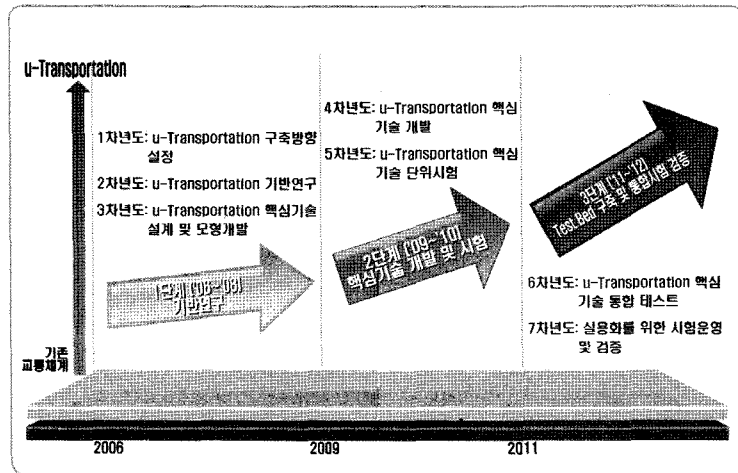 u-Transportation
1차년도: u-Transportation 구축방향
설정
2차년도: u-Transportation 기반연구
3차년도: u-Transportation 핵심기술
설계 및 모형개발
1단계 ('06~'08)
기반연구
4차년도: u-Transportation 핵심
기술 개발
5차년도: u-Transportation 핵심
기술 단위시험
2단계 ('09~'10)
핵심기술 개발 및 시험
3단계 ('11~'12)
Test Bed 구축 및 통합시험 검증
6차년도: u-Transportation 핵심
기술 통합 테스트
7차년도: 실용화를 위한 시험운영
및 검증
기존
교통체계
2006
2009
2011